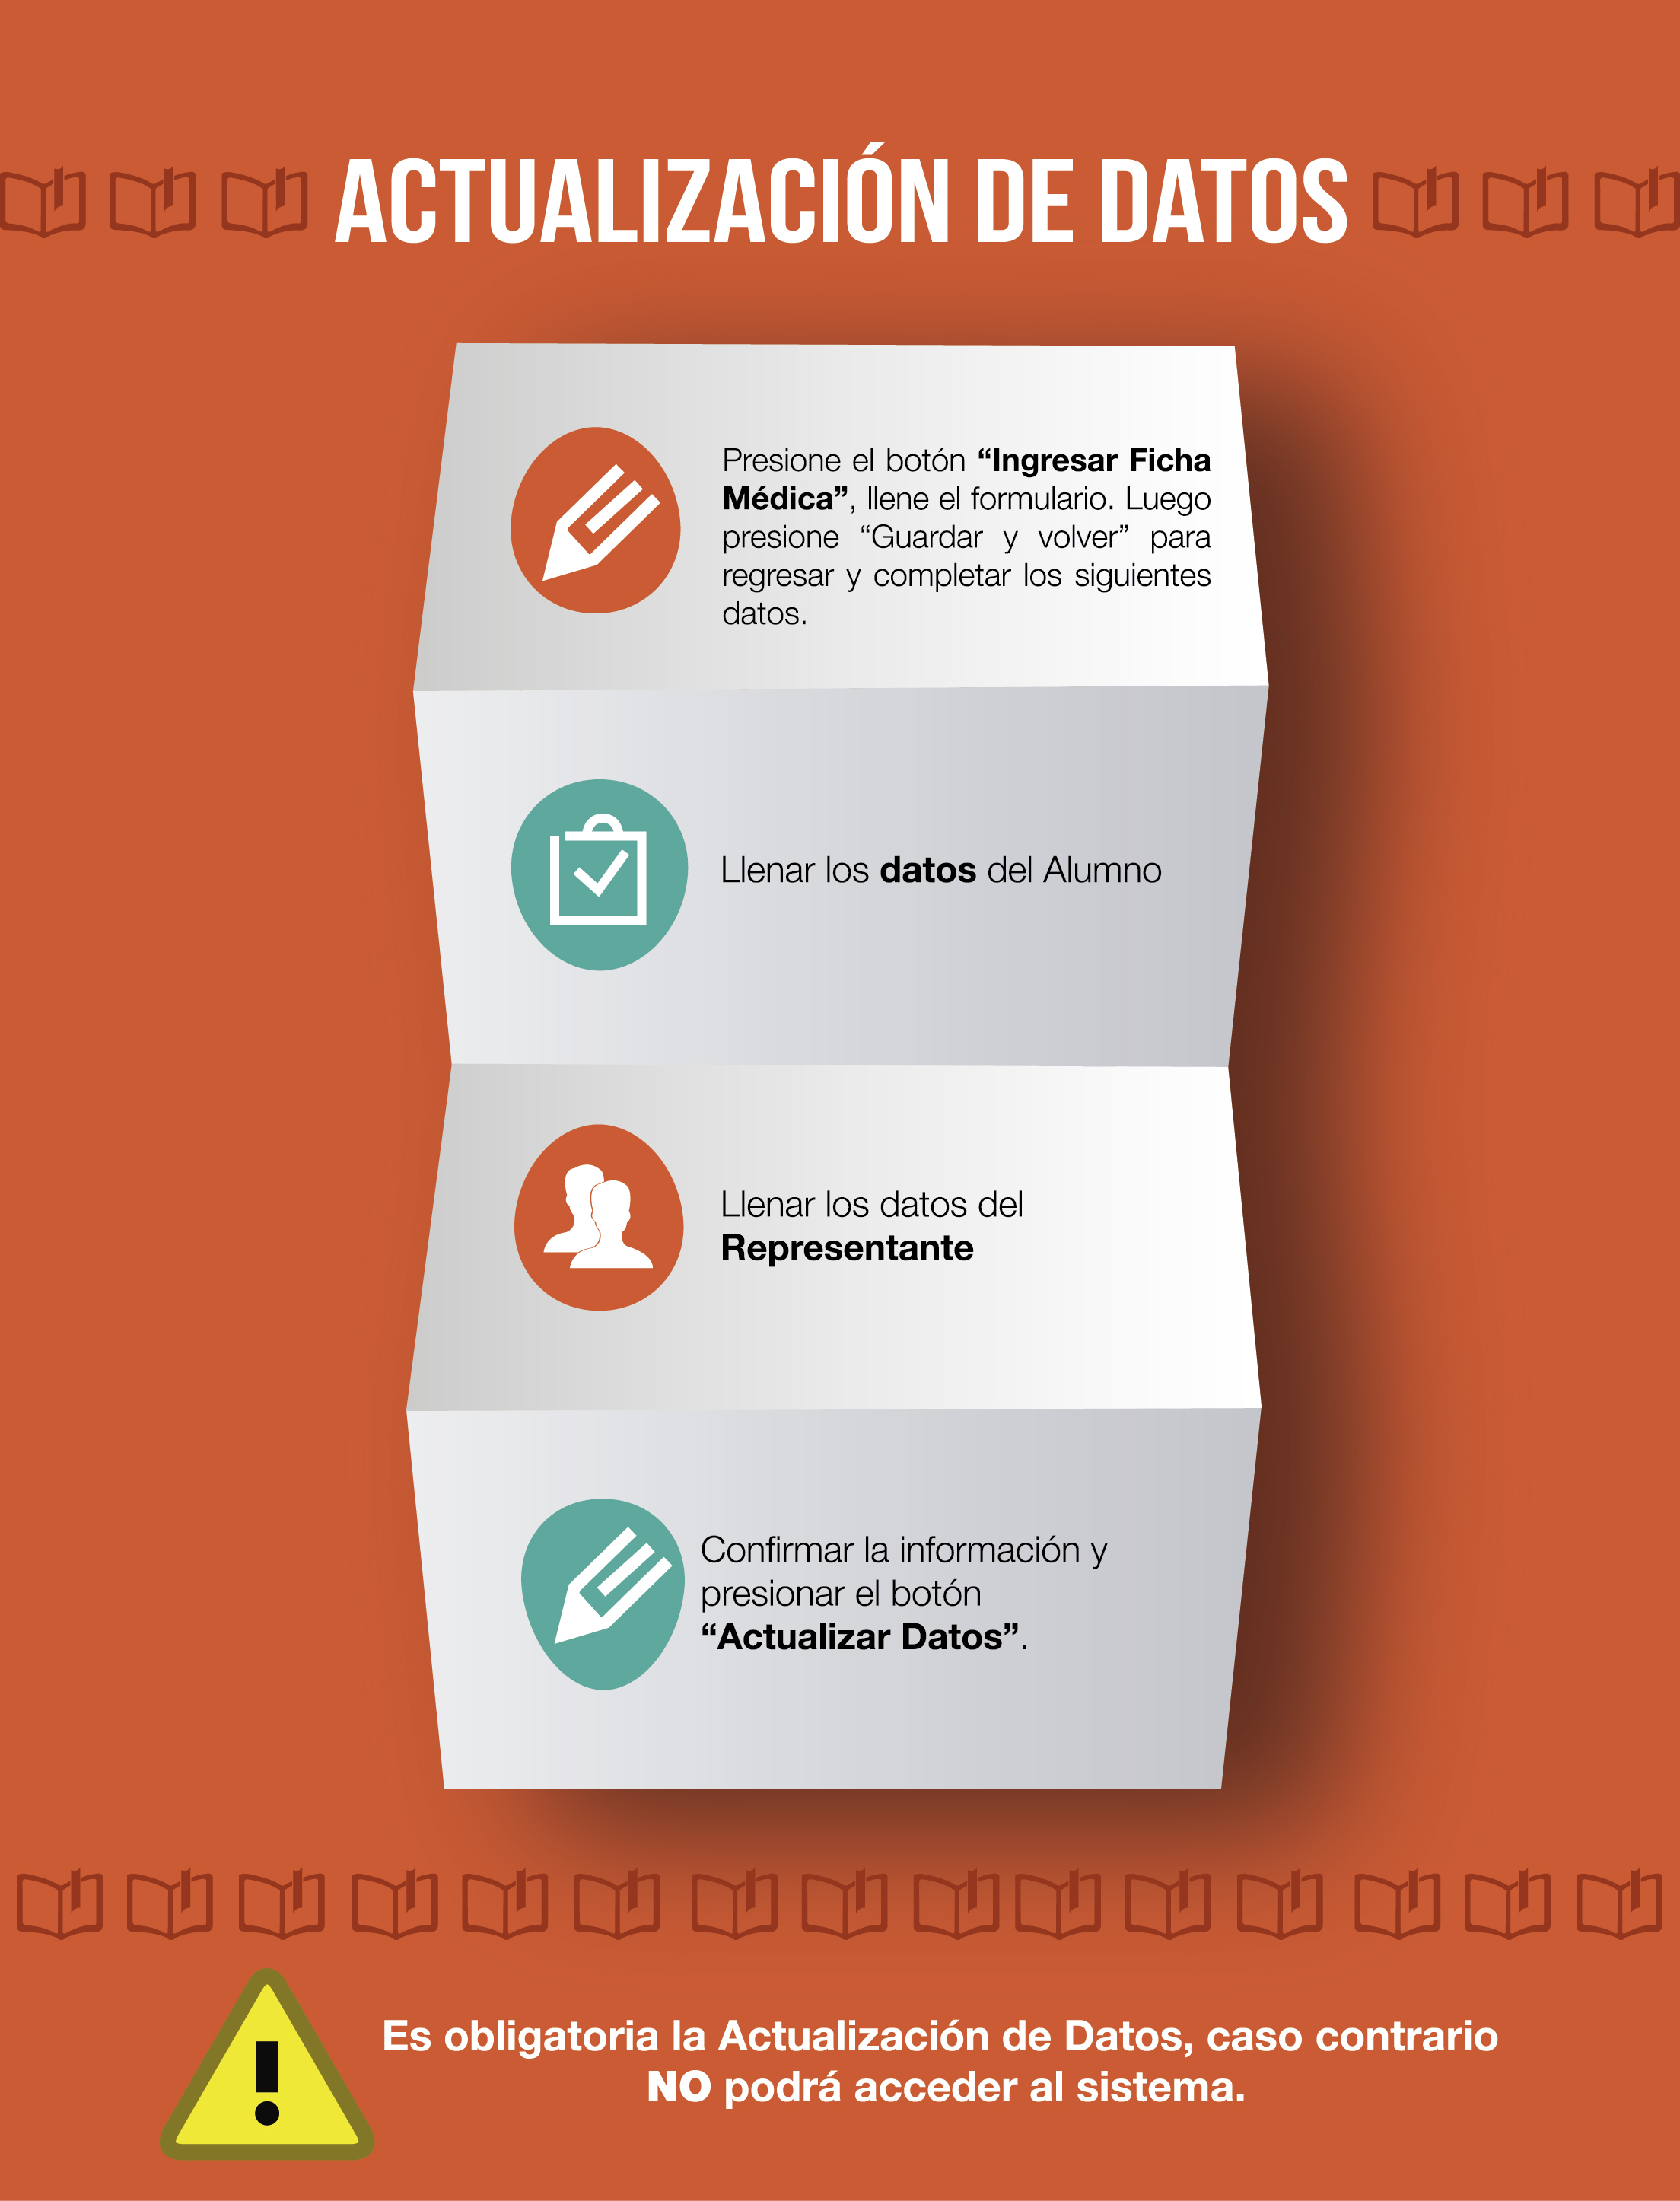 ACTUALIZACIÓN DE DATOS
Presione el botón “Ingresar Ficha
Médica”, llene el formulario. Luego
presione “Guardar y volver” para
regresar y completar los siguientes
datos.
Llenar los datos del Alumno
Llenar los datos del
Representante
Confirmar la información y
presionar el botón
“Actualizar Datos”.
Es obligatoria la Actualización de Datos, caso contrario
NO podrá acceder al sistema.